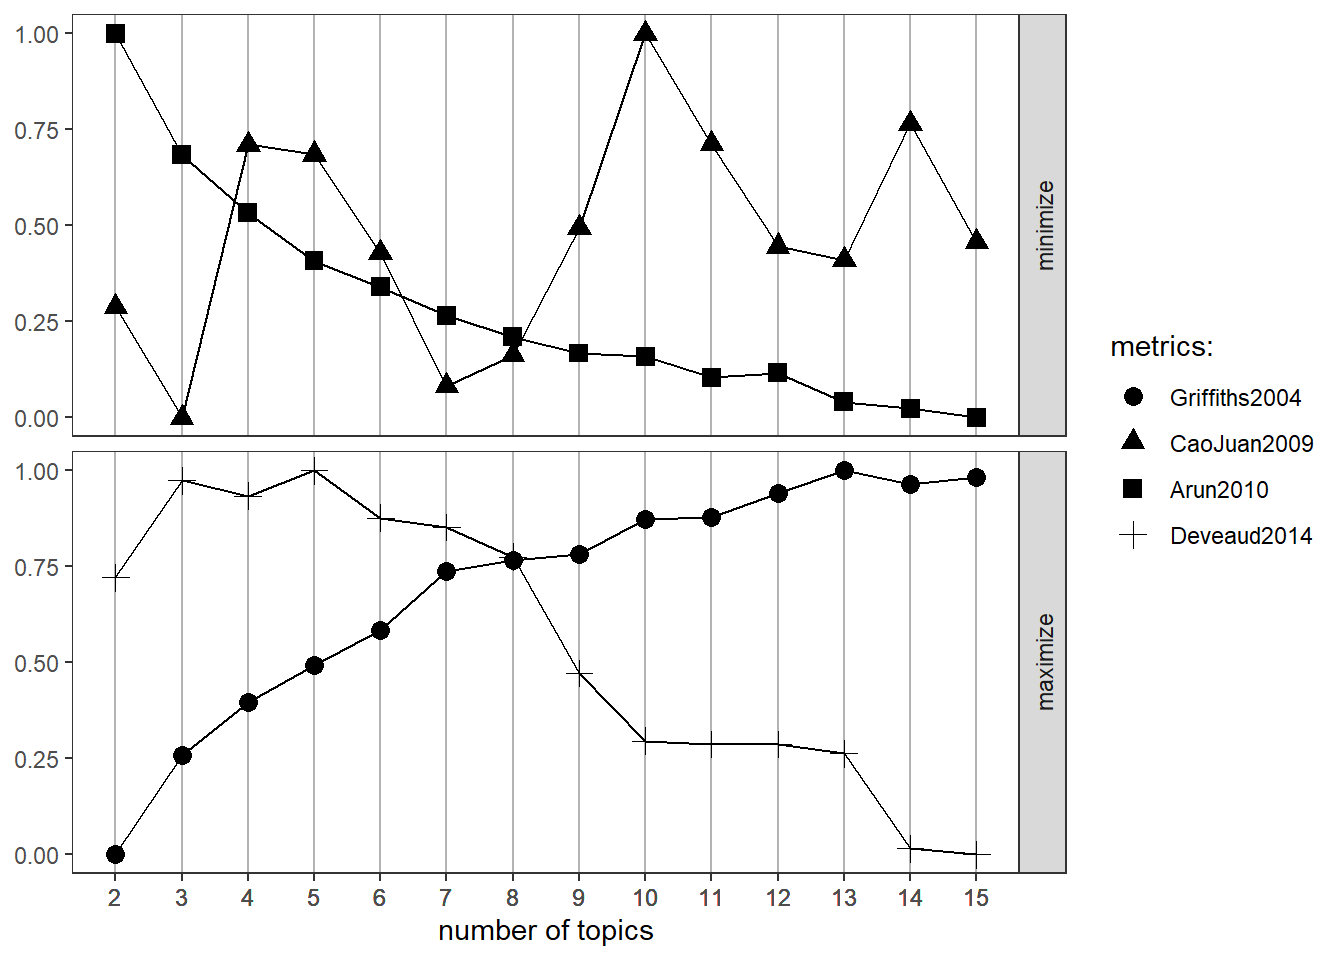 1.00
0.75
0.50
0.25
0.00
minimize
1.00
0.75
0.50
0.25
0.00
maximize
2 3 4 5 6 7 8 9 10 11 12 13 14 15
number of topics
metrics:
Griffiths2004
CaoJuan2009
Arun2010
Deveaud2014